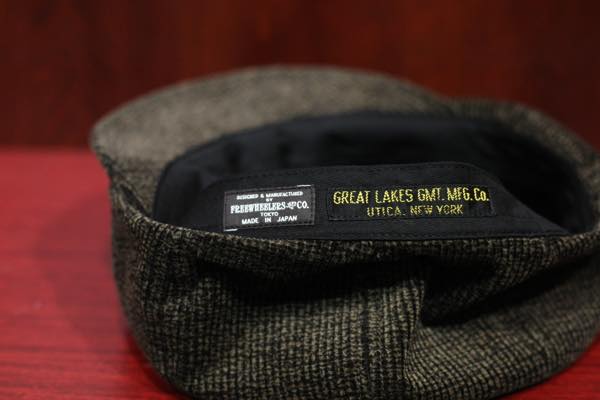 DESIGNED & MANUFACTURED
BY
FREEWHEELERS & CO.
TOKYO
MADE IN JAPAN
GREAT LAKES GMT. MFG. Co.
UTICA, NEW YORK